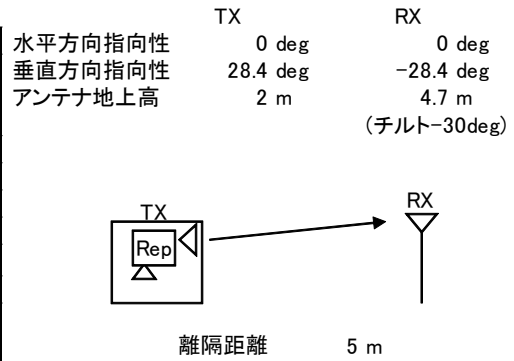 TX RX
水平方向指向性 0 deg 0 deg
垂直方向指向性 28.4 deg -28.4 deg
アンテナ地上高 2 m 4.7 m
(チルト-30deg)
TX
RX
Rep
離隔距離 5 m